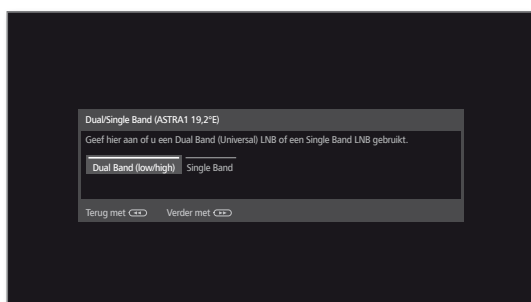 Dual/Single Band (ASTRA1 19,2°E)
Geef hier aan of u een Dual Band (Universal) LNB of een Single Band LNB gebruikt.
Dual Band (low/high) Single Band
Terug met ◀◀ Verder met ▶▶